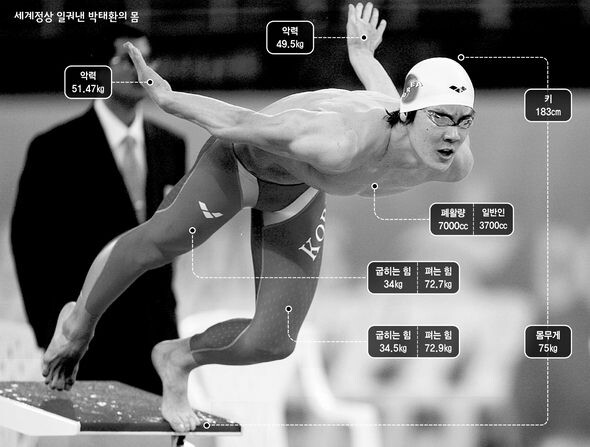 세계정상 일궈낸 박태환의 몸
악력
49.5kg
악력
51.47kg
키
183cm
폐활량 일반인
7000cc 3700cc
굽히는 힘 펴는 힘
34kg 72.7kg
굽히는 힘 펴는 힘
34.5kg 72.9kg
몸무게
75kg
KOR